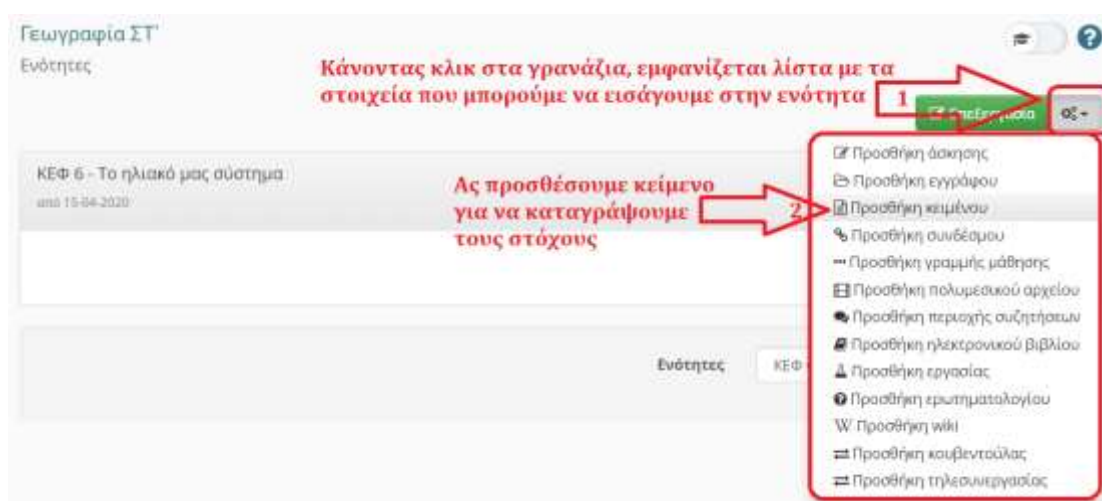 Γεωγραφία ΣΤ'
Ενότητες
Κάνοντας κλικ στα γρανάζια, εμφανίζεται λίστα με τα
στοιχεία που μπορούμε να εισάγουμε στην ενότητα
1
Επεξεργασία
ΚΕΦ 6 - Το ηλιακό μας σύστημα
από 15-04-2020
Ας προσθέσουμε κείμενο
για να καταγράψουμε
τους στόχους
2
Προσθήκη άσκησης
Προσθήκη εγγράφου
Προσθήκη κειμένου
Προσθήκη συνδέσμου
Προσθήκη γραμμής μάθησης
Προσθήκη πολυμεσικού αρχείου
Προσθήκη περιοχής συζητήσεων
Προσθήκη ηλεκτρονικού βιβλίου
Προσθήκη εργασίας
Προσθήκη ερωτηματολογίου
Προσθήκη wiki
Προσθήκη κουβεντούλας
Προσθήκη τηλεσυνεργασίας
Ενότητες ΚΕΦ